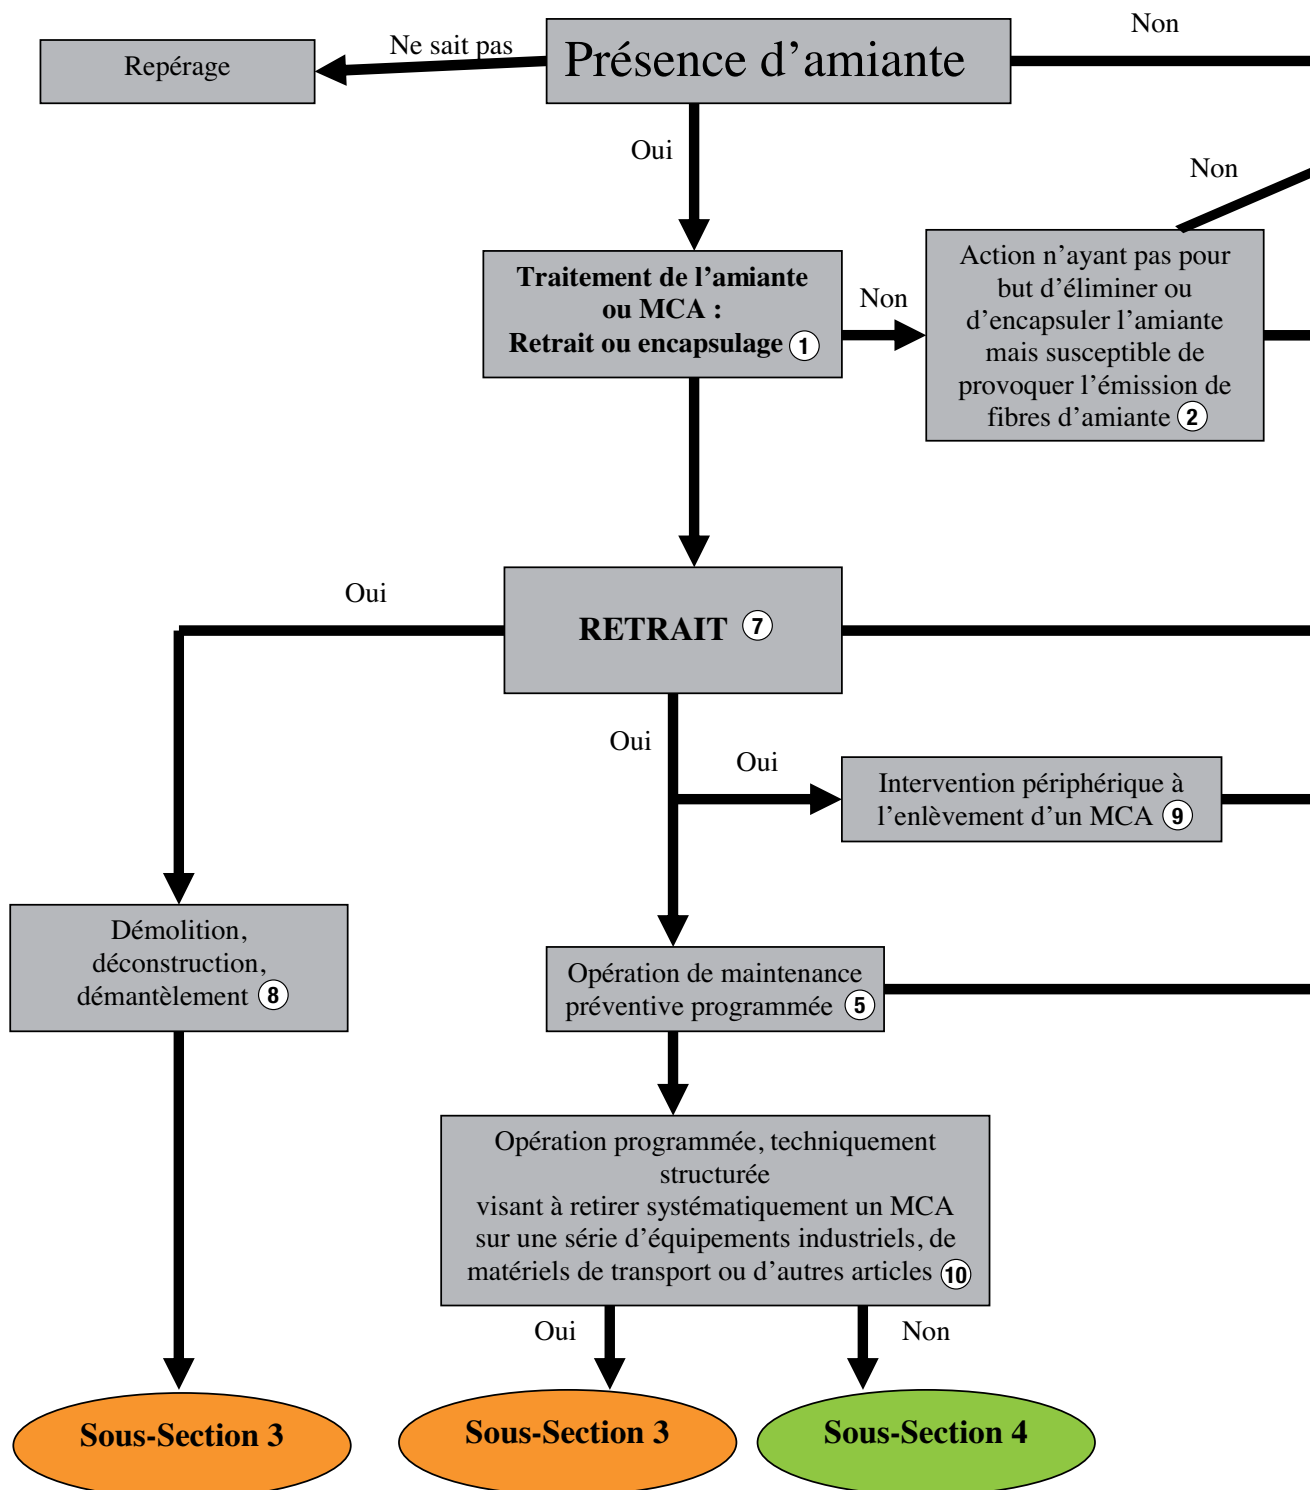 Non
Ne sait pas
Présence d’amiante
Repérage
Oui
Non
Traitement de l’amiante
ou MCA :
Retrait ou encapsulage 1
Non
Action n’ayant pas pour
but d’éliminer ou
d’encapsuler l’amiante
mais susceptible de
provoquer l’émission de
fibres d’amiante 2
Oui
RETRAIT 7
Oui
Oui
Intervention périphérique à
l’enlèvement d’un MCA 9
Démolition,
déconstruction,
démantèlement 8
Opération de maintenance
préventive programmée 5
Opération programmée, techniquement
structurée
visant à retirer systématiquement un MCA
sur une série d’équipements industriels, de
matériels de transport ou d’autres articles 10
Oui
Non
Sous-Section 3
Sous-Section 3
Sous-Section 4